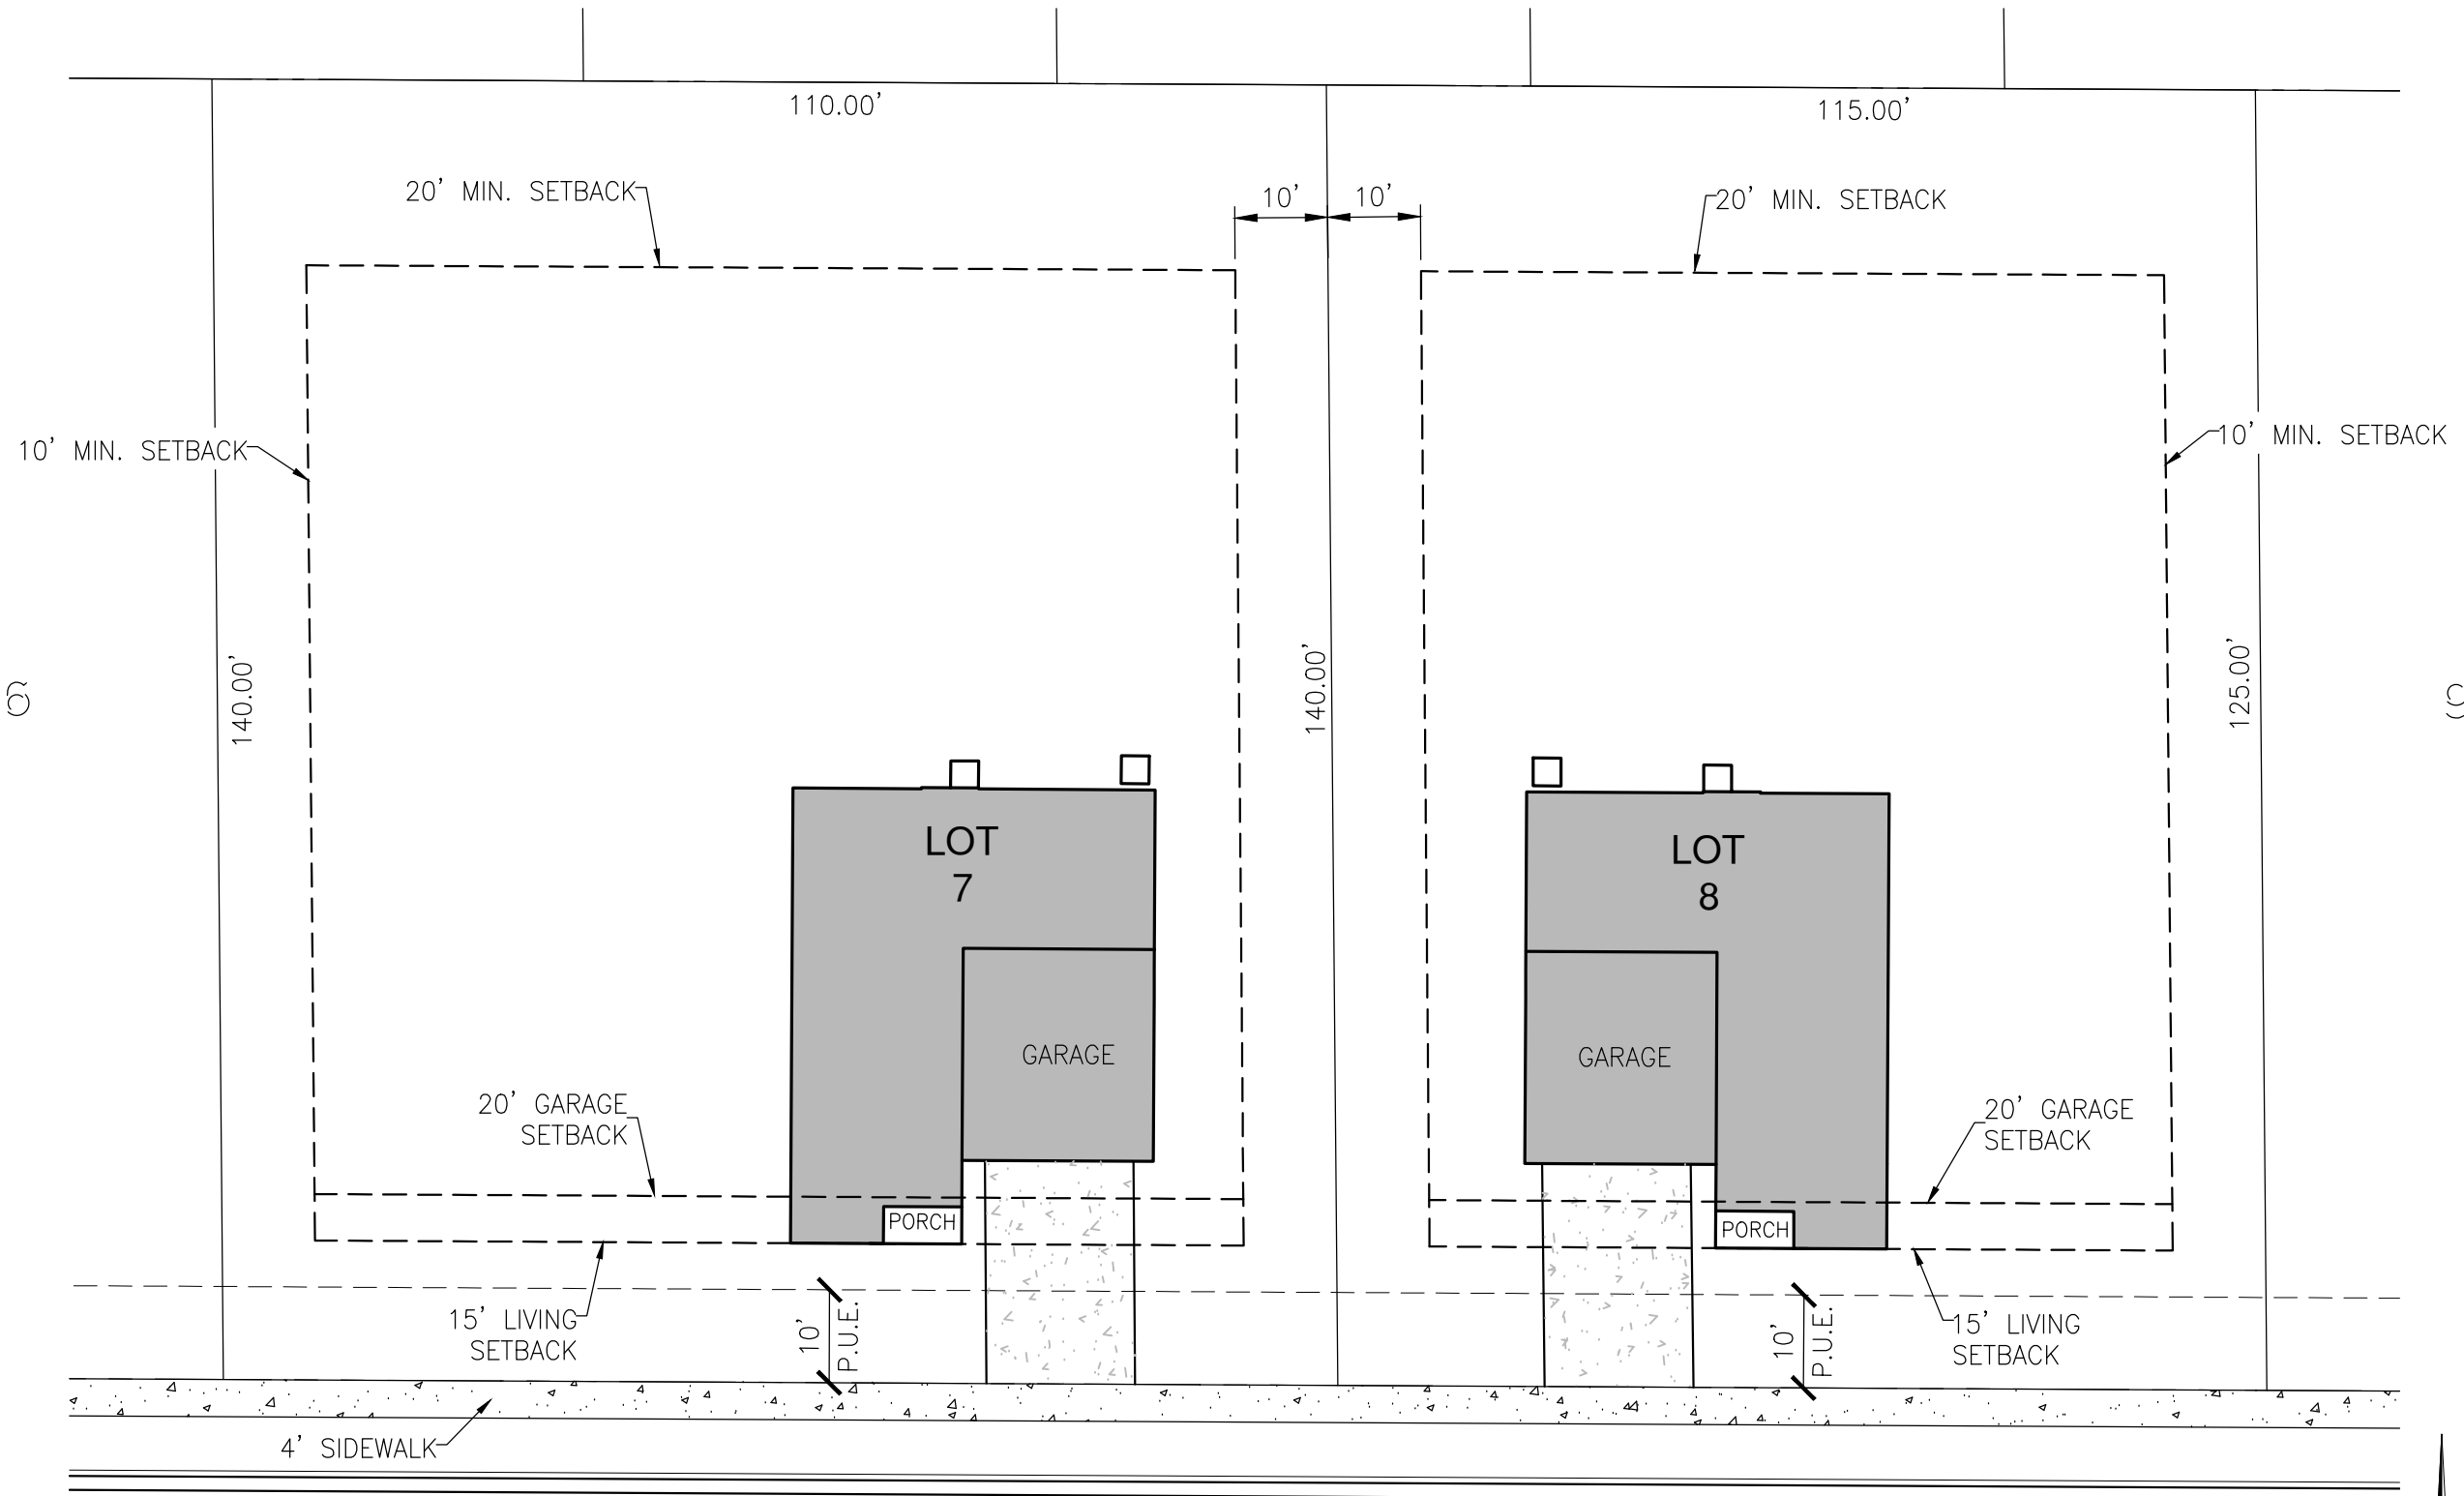 110.00'
115.00'
20' MIN. SETBACK
10'
10'
20' MIN. SETBACK
10' MIN. SETBACK
10' MIN. SETBACK
140.00'
140.00'
125.00'
LOT
7
LOT
8
GARAGE
GARAGE
20' GARAGE
SETBACK
20' GARAGE
SETBACK
PORCH
PORCH
15' LIVING
SETBACK
10'
P.U.E.
10'
P.U.E.
15' LIVING
SETBACK
4' SIDEWALK